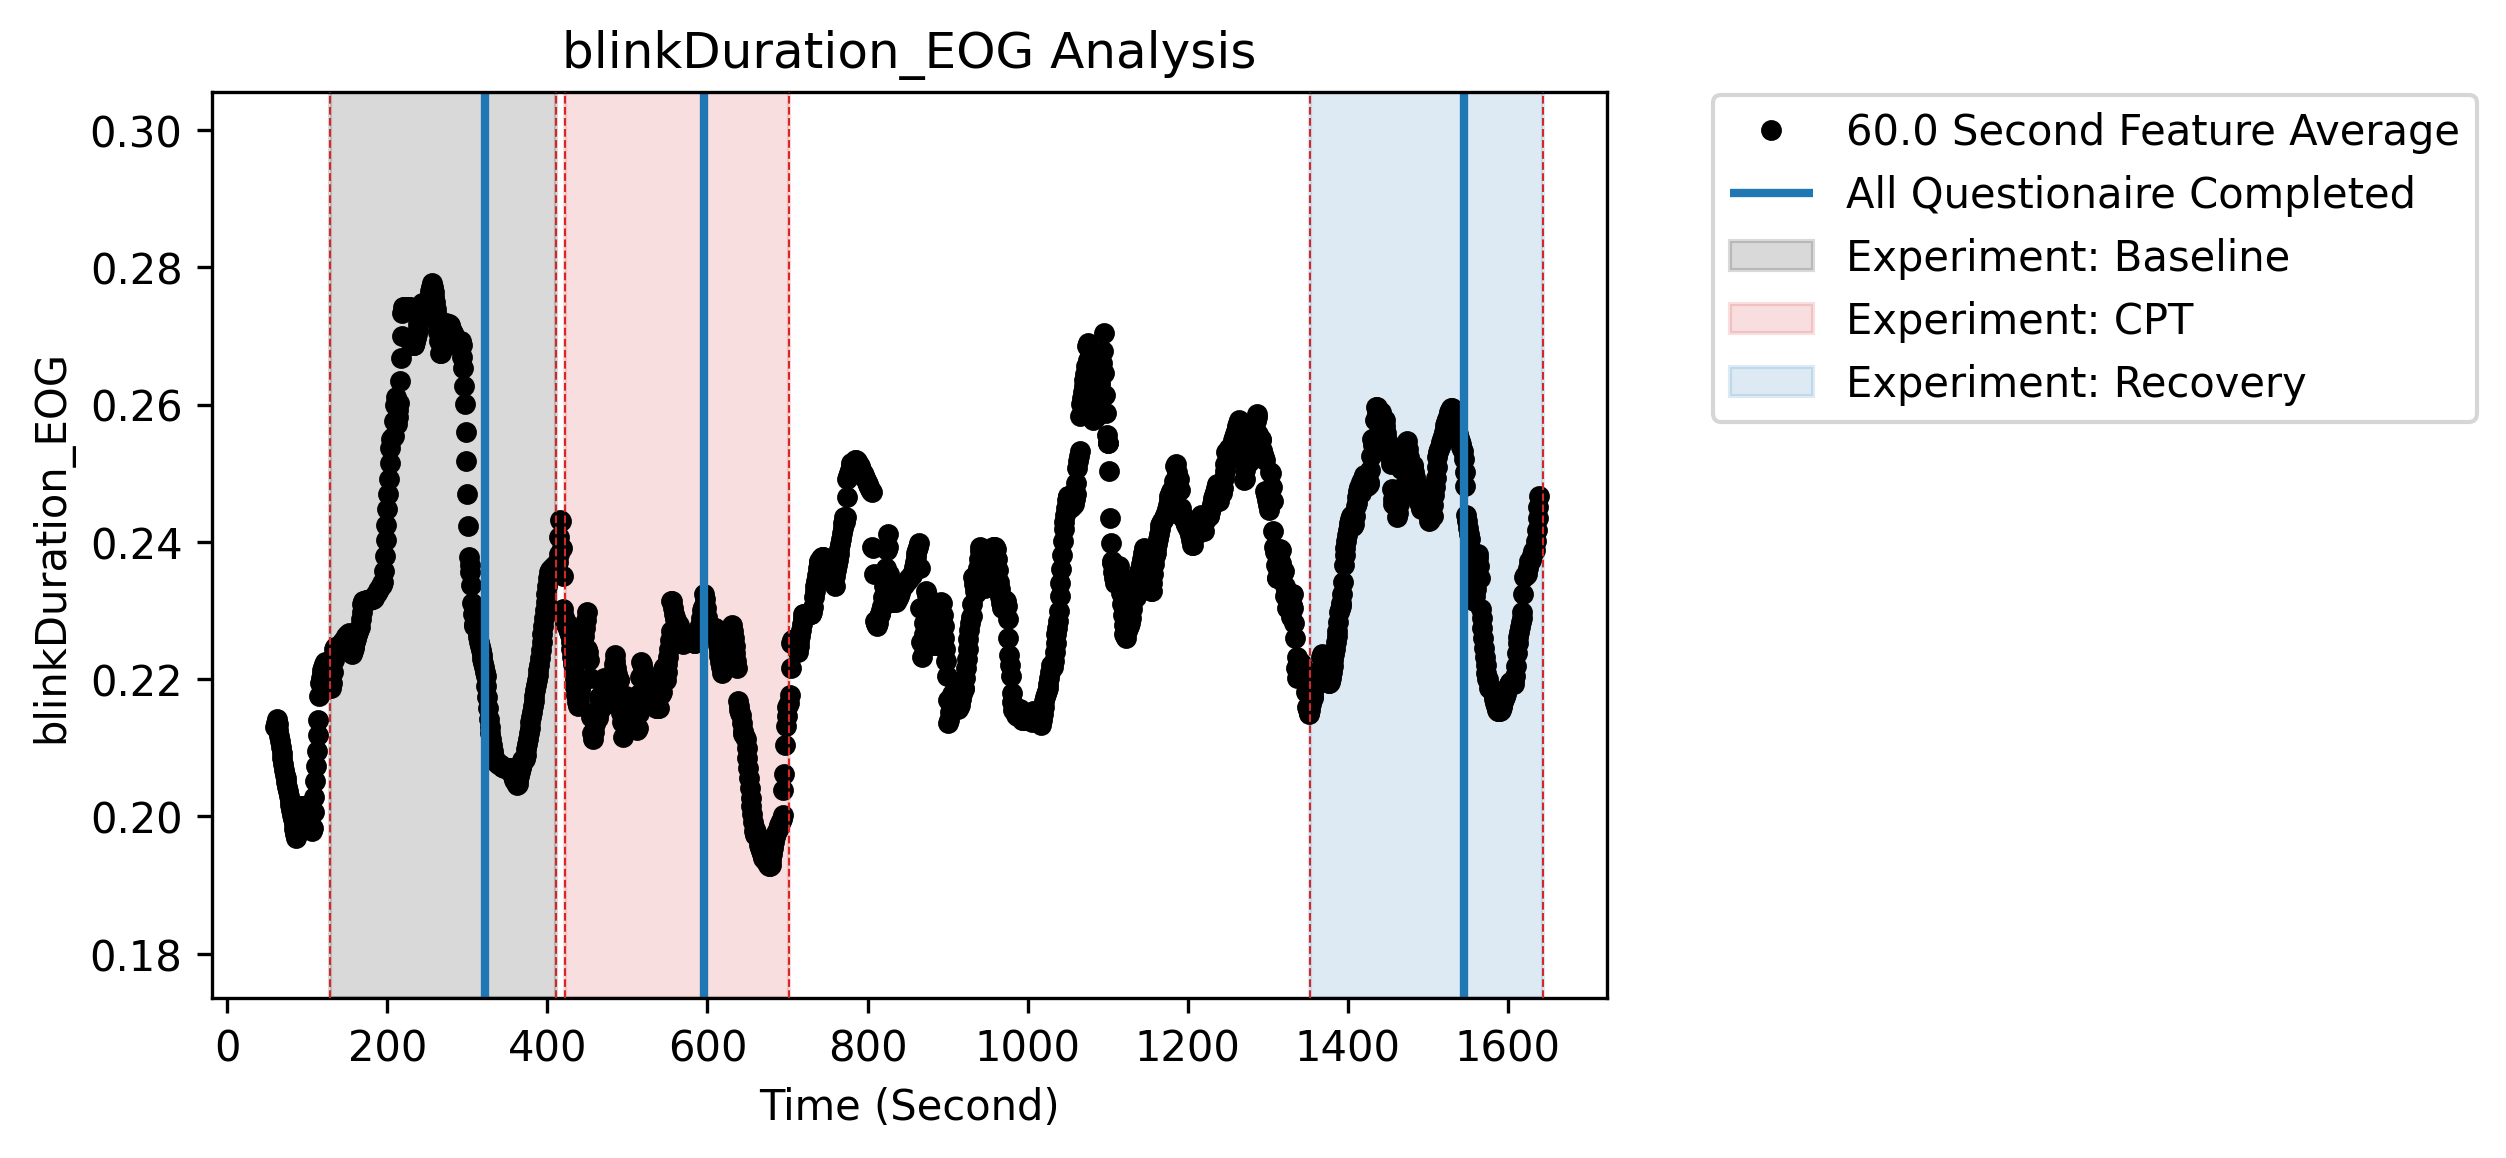 blinkDuration_EOG Analysis
blinkDuration_EOG
0.30
0.28
0.26
0.24
0.22
0.20
0.18
0 200 400 600 800 1000 1200 1400 1600
Time (Second)
60.0 Second Feature Average
All Questionaire Completed
Experiment: Baseline
Experiment: CPT
Experiment: Recovery